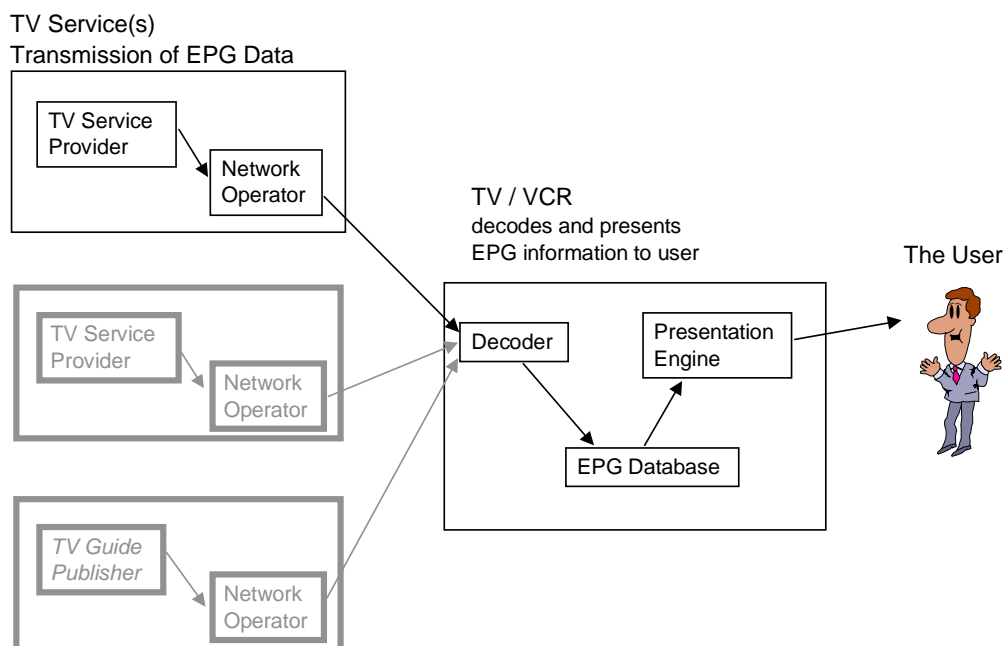 TV Service(s)
Transmission of EPG Data
TV Service
Provider
Network
Operator
TV / VCR
decodes and presents
EPG information to user
The User
TV Service
Provider
Network
Operator
Decoder
Presentation
Engine
EPG Database
TV Guide
Publisher
Network
Operator